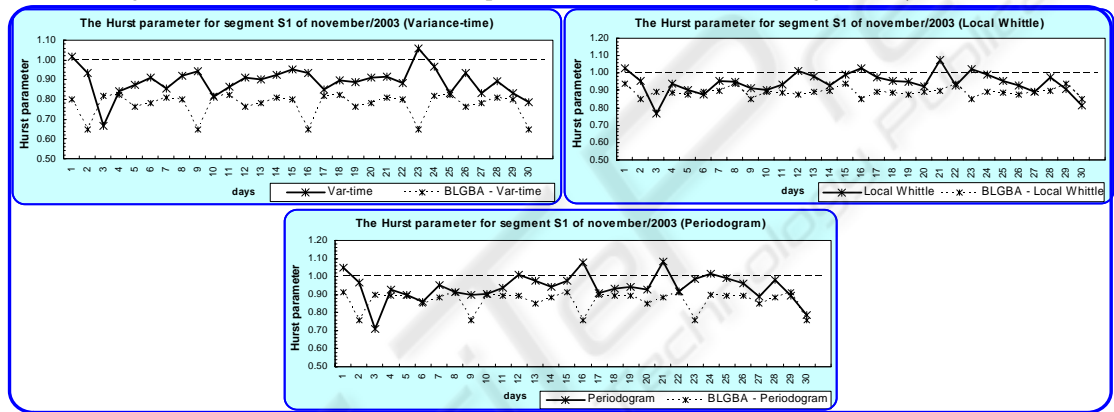 The Hurst parameter for segment S1 of november/2003 (Variance-time)
Hurst parameter
1.10
1.00
0.90
0.80
0.70
0.60
0.50
1 2 3 4 5 6 7 8 9 10 11 12 13 14 15 16 17 18 19 20 21 22 23 24 25 26 27 28 29 30
days
Var-time
BLGBA - Var-time
The Hurst parameter for segment S1 of november/2003 (Local Whittle)
Hurst parameter
1.20
1.10
1.00
0.90
0.80
0.70
0.60
0.50
1 2 3 4 5 6 7 8 9 10 11 12 13 14 15 16 17 18 19 20 21 22 23 24 25 26 27 28 29 30
days
Local Whittle
BLGBA - Local Whittle
The Hurst parameter for segment S1 of november/2003 (Periodogram)
Hurst parameter
1.20
1.10
1.00
0.90
0.80
0.70
0.60
0.50
1 2 3 4 5 6 7 8 9 10 11 12 13 14 15 16 17 18 19 20 21 22 23 24 25 26 27 28 29 30
days
Periodogram
BLGBA - Periodogram